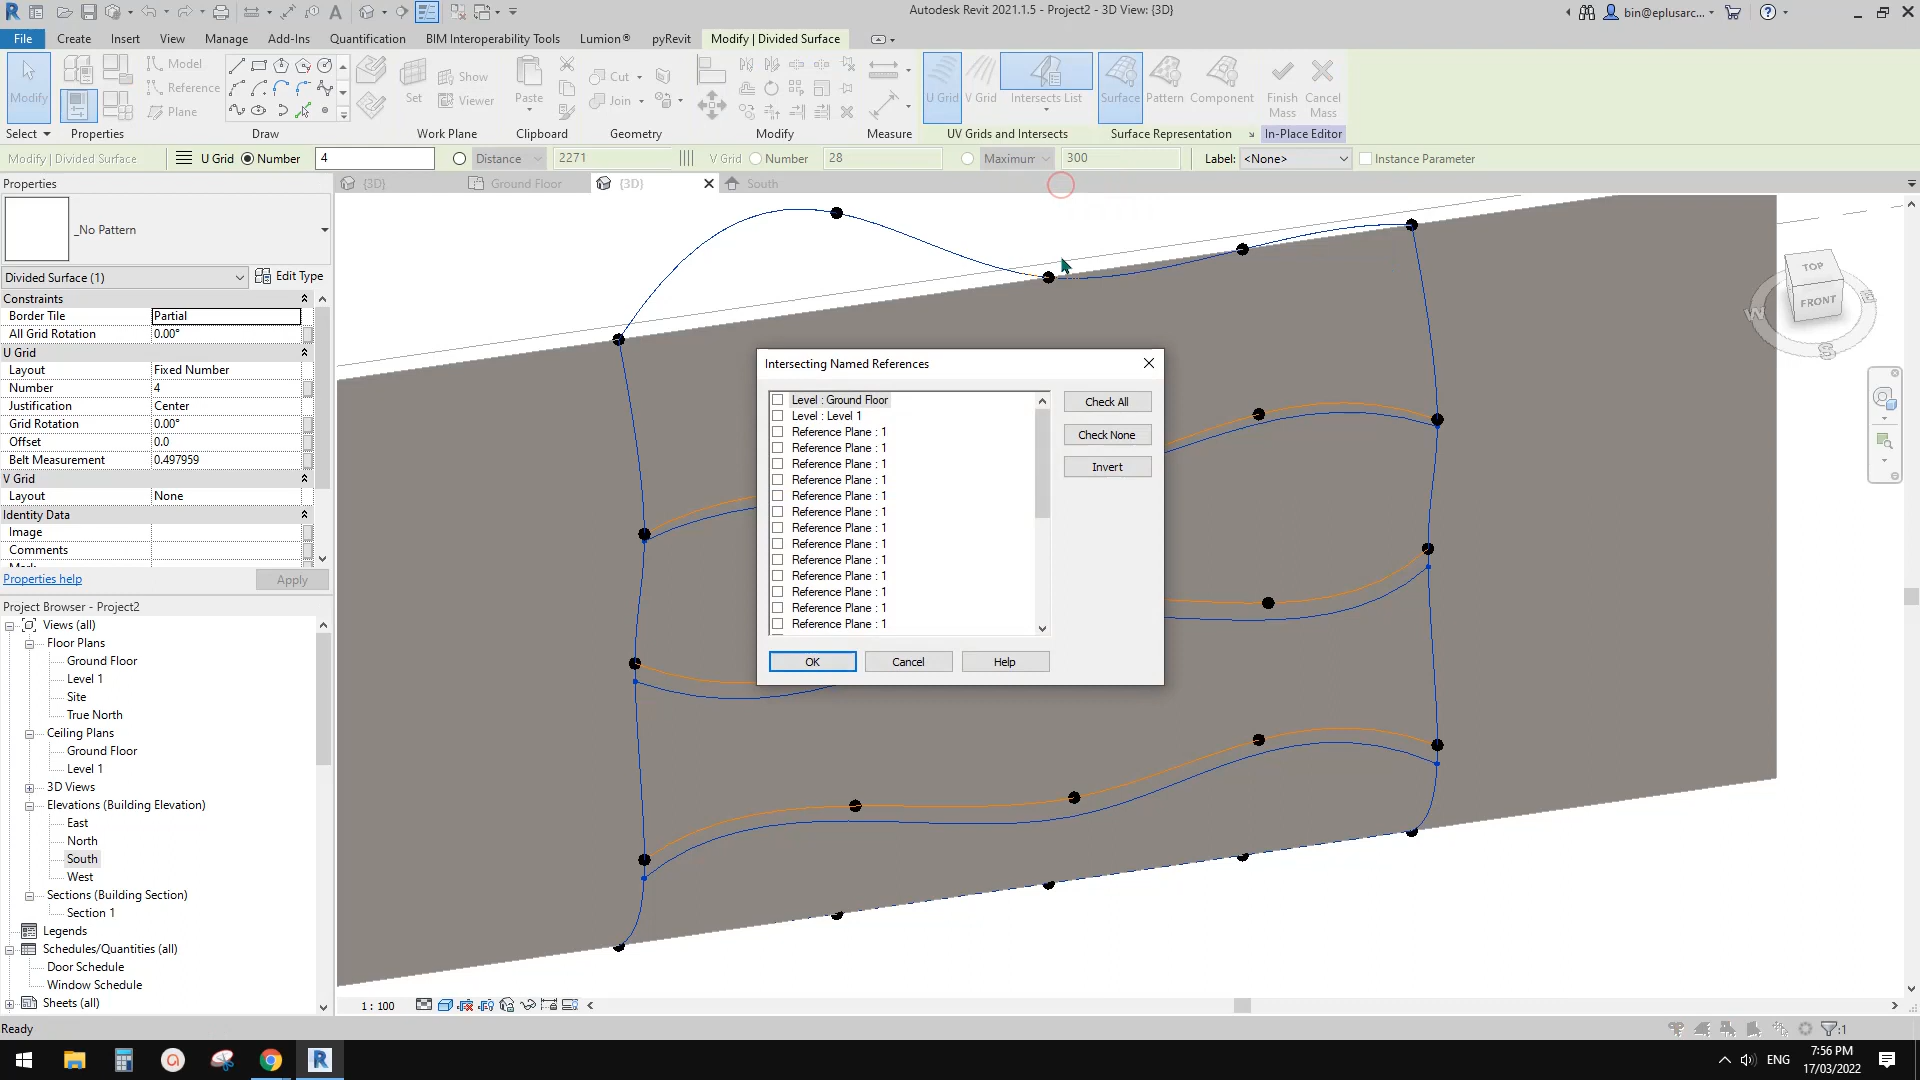 Autodesk Revit 2021.1.5 - Project2 - 3D View: {3D}
bin@eplusarc...
File Create Insert View Manage Add-Ins Quantification BIM Interoperability Tools Lumion® pyRevit Modify | Divided Surface
Modify
Model
Reference
Plane
Set
Show
Viewer
Paste
Cut
Join
U Grid V Grid Intersects List
Surface Pattern Component
Finish Mass
Cancel Mass
Select Properties Draw Work Plane Clipboard Geometry Modify Measure UV Grids and Intersects Surface Representation In-Place Editor
Modify | Divided Surface U Grid Number 4 Distance 2271 V Grid Number 28 Maximum 300 Label: <None> Instance Parameter
Properties
{3D} Ground Floor {3D} South
_No Pattern
Divided Surface (1) Edit Type
Constraints
Border Tile Partial
All Grid Rotation 0.00°
U Grid
Layout Fixed Number
Number 4
Justification Center
Grid Rotation 0.00°
Offset 0.0
Belt Measurement 0.497959
V Grid
Layout None
Identity Data
Image
Comments
Properties help Apply
Project Browser - Project2
Views (all)
Floor Plans
Ground Floor
Level 1
Site
True North
Ceiling Plans
Ground Floor
Level 1
3D Views
Elevations (Building Elevation)
East
North
South
West
Sections (Building Section)
Section 1
Legends
Schedules/Quantities (all)
Door Schedule
Window Schedule
Sheets (all)
Intersecting Named References
Level : Ground Floor
Level : Level 1
Reference Plane : 1
Reference Plane : 1
Reference Plane : 1
Reference Plane : 1
Reference Plane : 1
Reference Plane : 1
Reference Plane : 1
Reference Plane : 1
Reference Plane : 1
Reference Plane : 1
Reference Plane : 1
Reference Plane : 1
Reference Plane : 1
Check All
Check None
Invert
OK Cancel Help
TOP
FRONT
W
S
E
1 : 100
Ready
:1
ENG
7:56 PM
17/03/2022